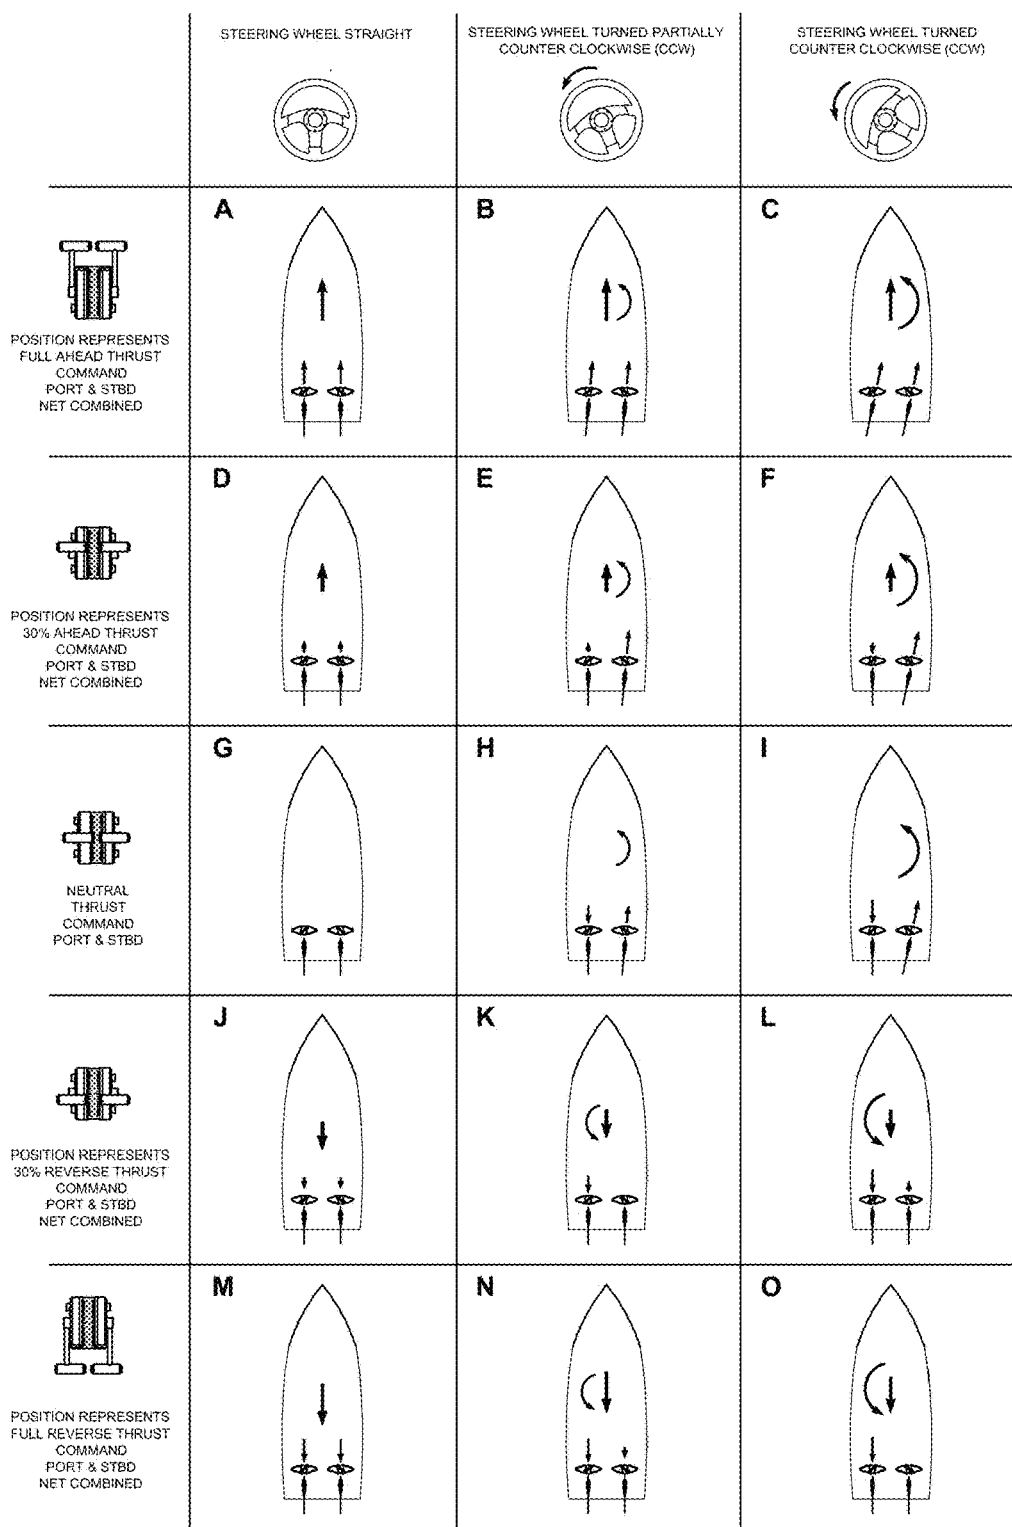 STEERING WHEEL STRAIGHT
STEERING WHEEL TURNED PARTIALLY
COUNTER CLOCKWISE (CCW)
STEERING WHEEL TURNED
COUNTER CLOCKWISE (CCW)
A
B
C
POSITION REPRESENTS
FULL AHEAD THRUST
COMMAND
PORT & STBD
NET COMBINED
D
E
F
POSITION REPRESENTS
30% AHEAD THRUST
COMMAND
PORT & STBD
NET COMBINED
G
H
I
NEUTRAL
THRUST
COMMAND
PORT & STBD
J
K
L
POSITION REPRESENTS
30% REVERSE THRUST
COMMAND
PORT & STBD
NET COMBINED
M
N
O
POSITION REPRESENTS
FULL REVERSE THRUST
COMMAND
PORT & STBD
NET COMBINED